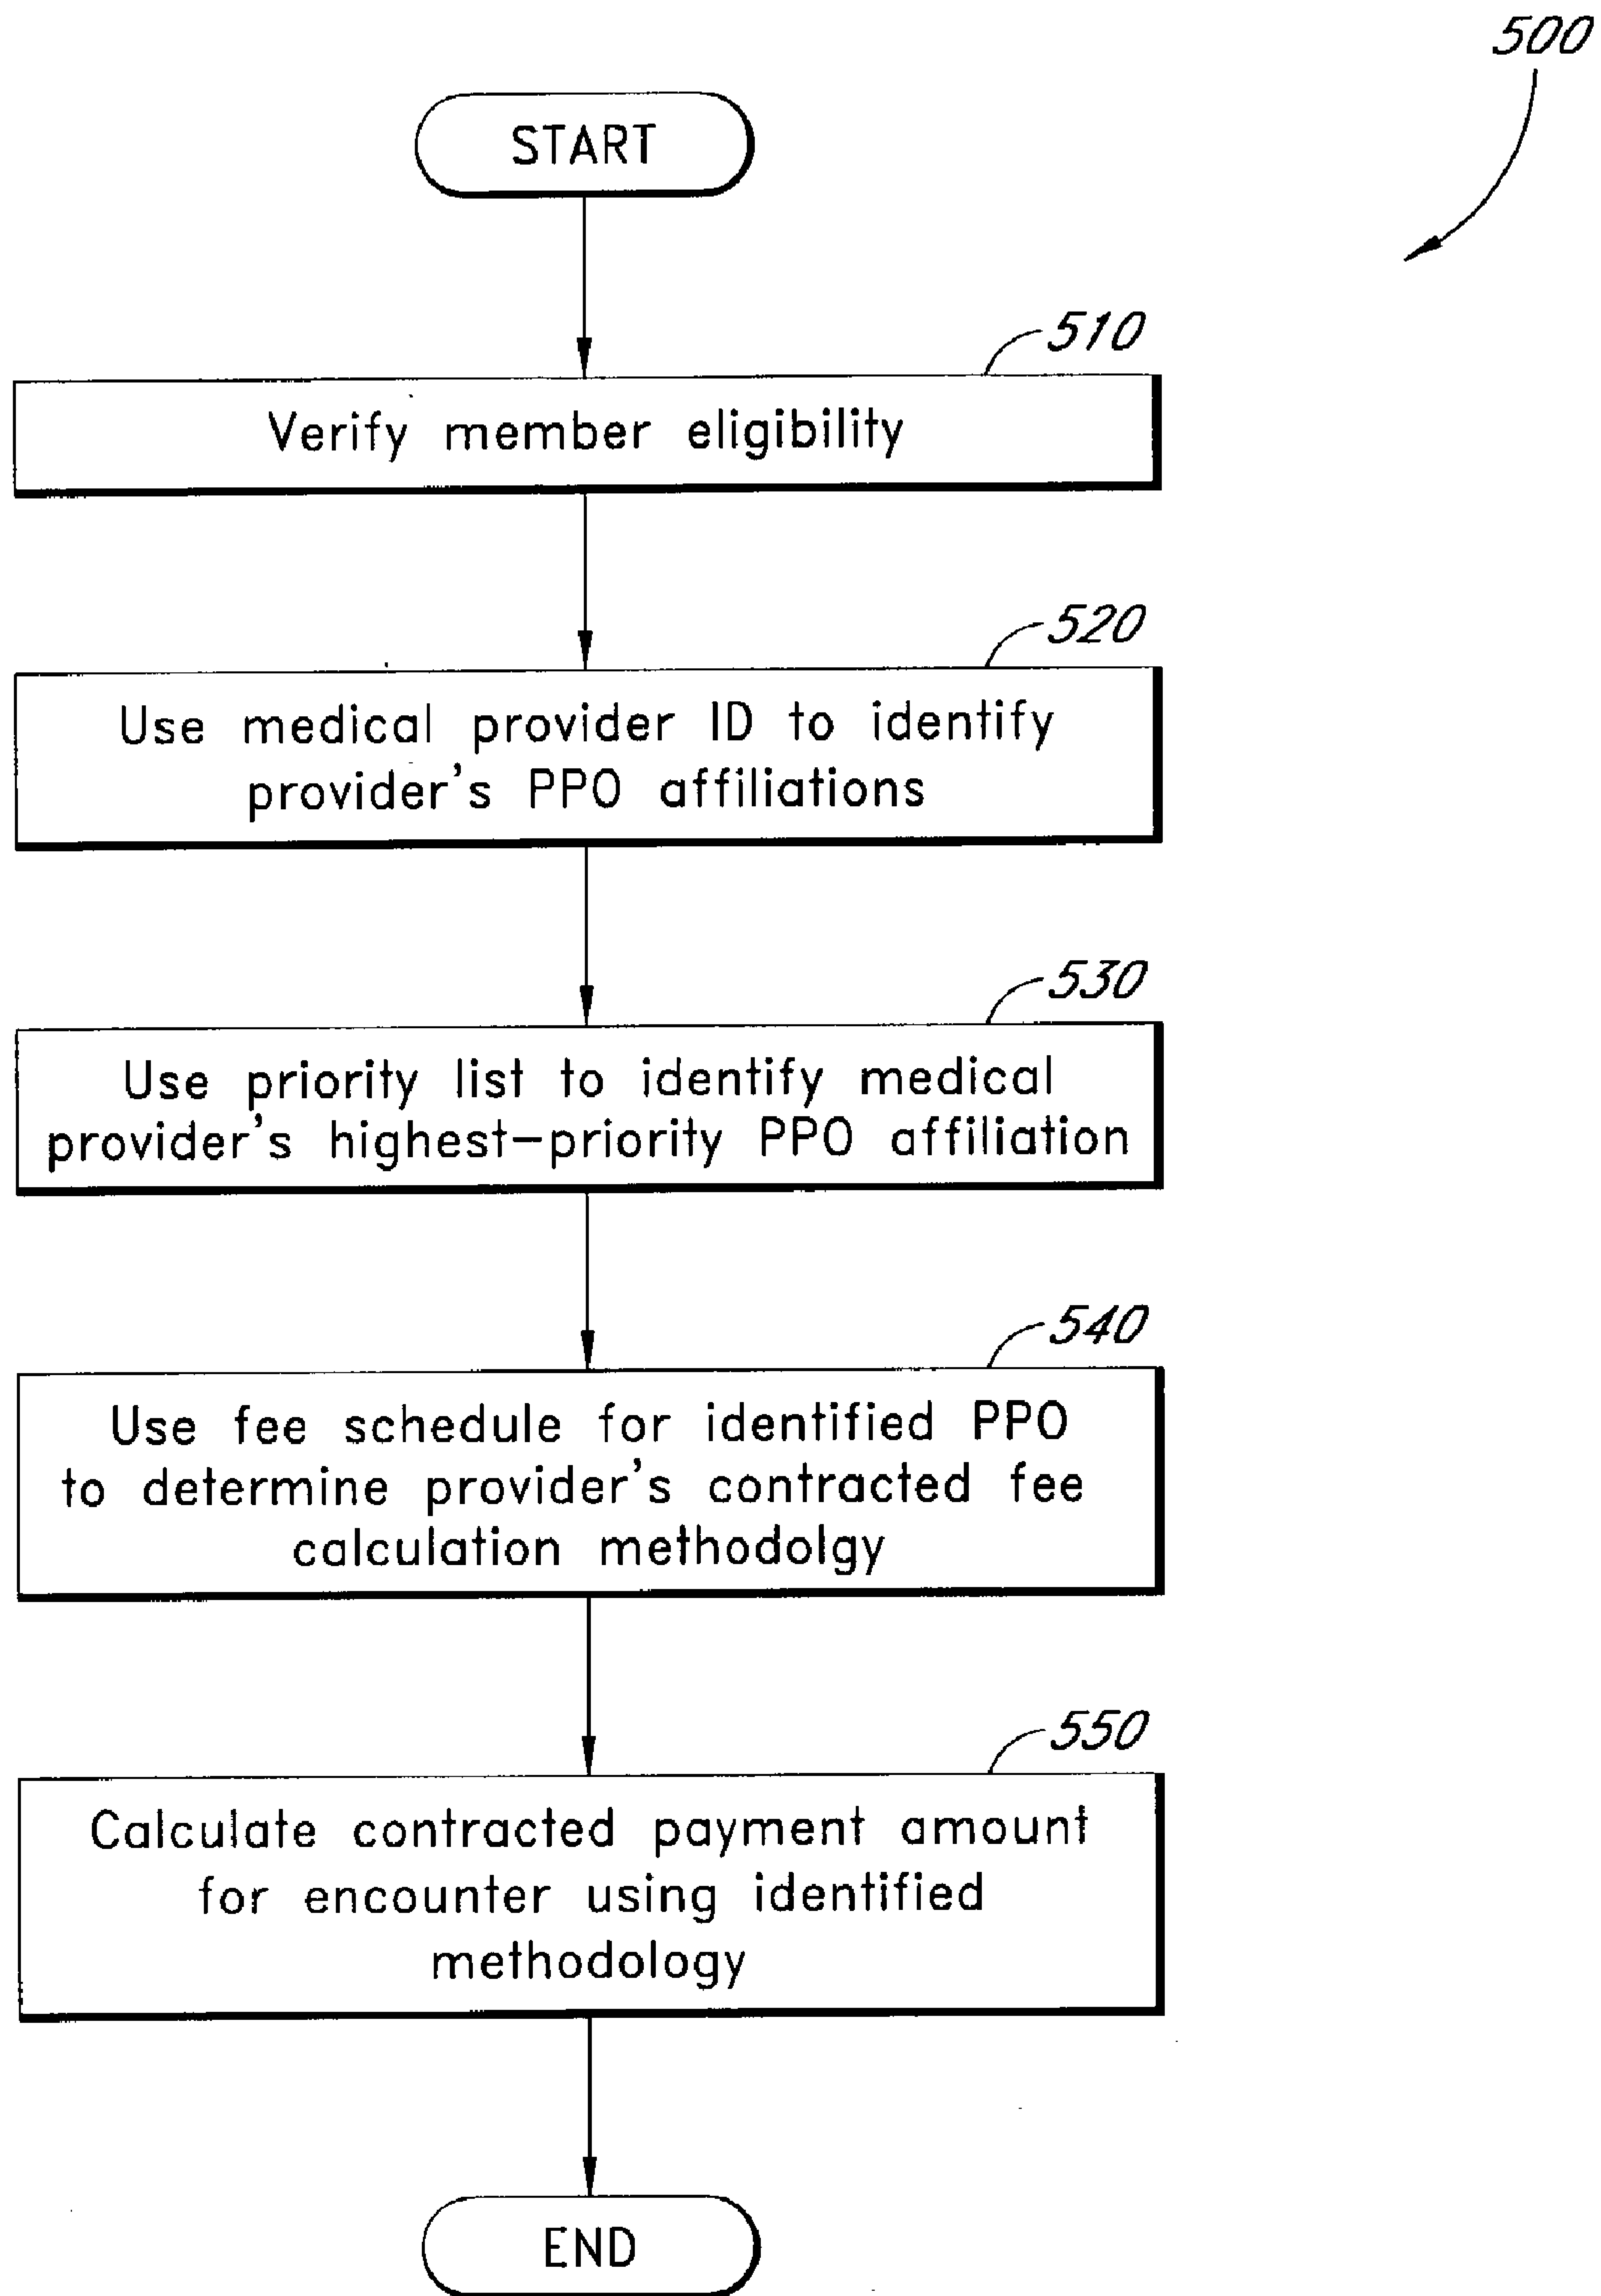 500
START
510
Verify member eligibility
520
Use medical provider ID to identify
provider's PPO affiliations
530
Use priority list to identify medical
provider's highest-priority PPO affiliation
540
Use fee schedule for identified PPO
to determine provider's contracted fee
calculation methodolgy
550
Calculate contracted payment amount
for encounter using identified
methodology
END